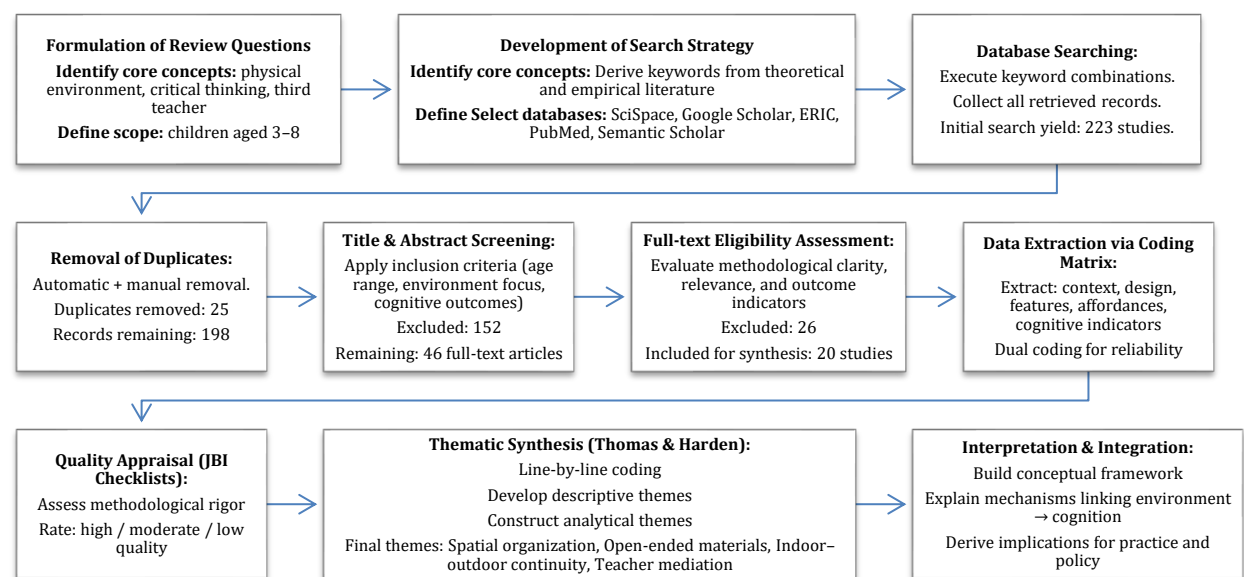 Formulation of Review Questions
Identify core concepts: physical
environment, critical thinking, third
teacher
Define scope: children aged 3–8
Development of Search Strategy
Identify core concepts: Derive keywords from theoretical
and empirical literature
Define Select databases: SciSpace, Google Scholar, ERIC,
PubMed, Semantic Scholar
Database Searching:
Execute keyword combinations.
Collect all retrieved records.
Initial search yield: 223 studies.
Removal of Duplicates:
Automatic + manual removal.
Duplicates removed: 25
Records remaining: 198
Title & Abstract Screening:
Apply inclusion criteria (age
range, environment focus,
cognitive outcomes)
Excluded: 152
Remaining: 46 full-text articles
Full-text Eligibility Assessment:
Evaluate methodological clarity,
relevance, and outcome
indicators
Excluded: 26
Included for synthesis: 20 studies
Data Extraction via Coding
Matrix:
Extract: context, design,
features, affordances,
cognitive indicators
Dual coding for reliability
Quality Appraisal (JBI
Checklists):
Assess methodological rigor
Rate: high / moderate / low
quality
Thematic Synthesis (Thomas & Harden):
Line-by-line coding
Develop descriptive themes
Construct analytical themes
Final themes: Spatial organization, Open-ended materials, Indoor–
outdoor continuity, Teacher mediation
Interpretation & Integration:
Build conceptual framework
Explain mechanisms linking environment
→ cognition
Derive implications for practice and
policy